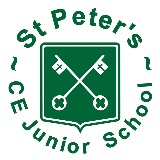 St Peter's
~ CE Junior School ~